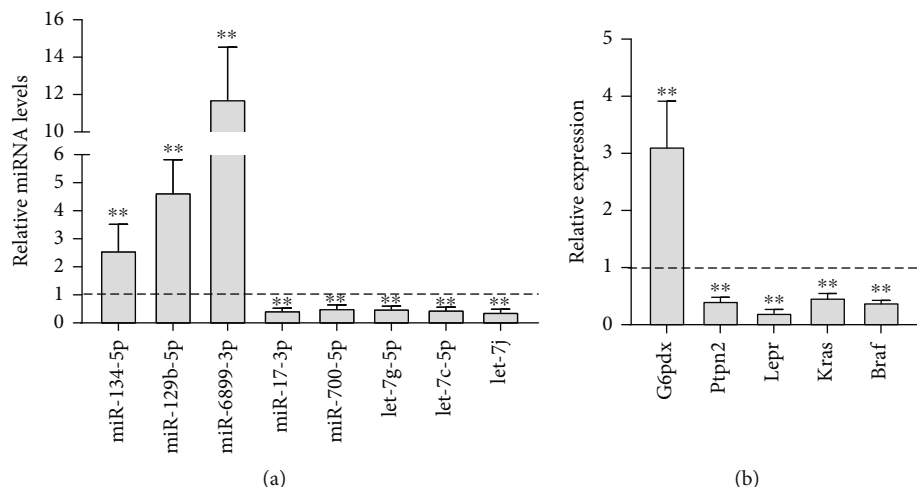 Relative miRNA levels
16
14
12
10
6
5
4
3
2
1
0
**
**
**
**
**
**
**
**
miR-134-5p
miR-129b-5p
miR-6899-3p
miR-17-3p
miR-700-5p
let-7g-5p
let-7c-5p
let-7j
(a)
Relative expression
5
4
3
2
1
0
**
**
**
**
**
G6pdx
Ptpn2
Lepr
Kras
Braf
(b)